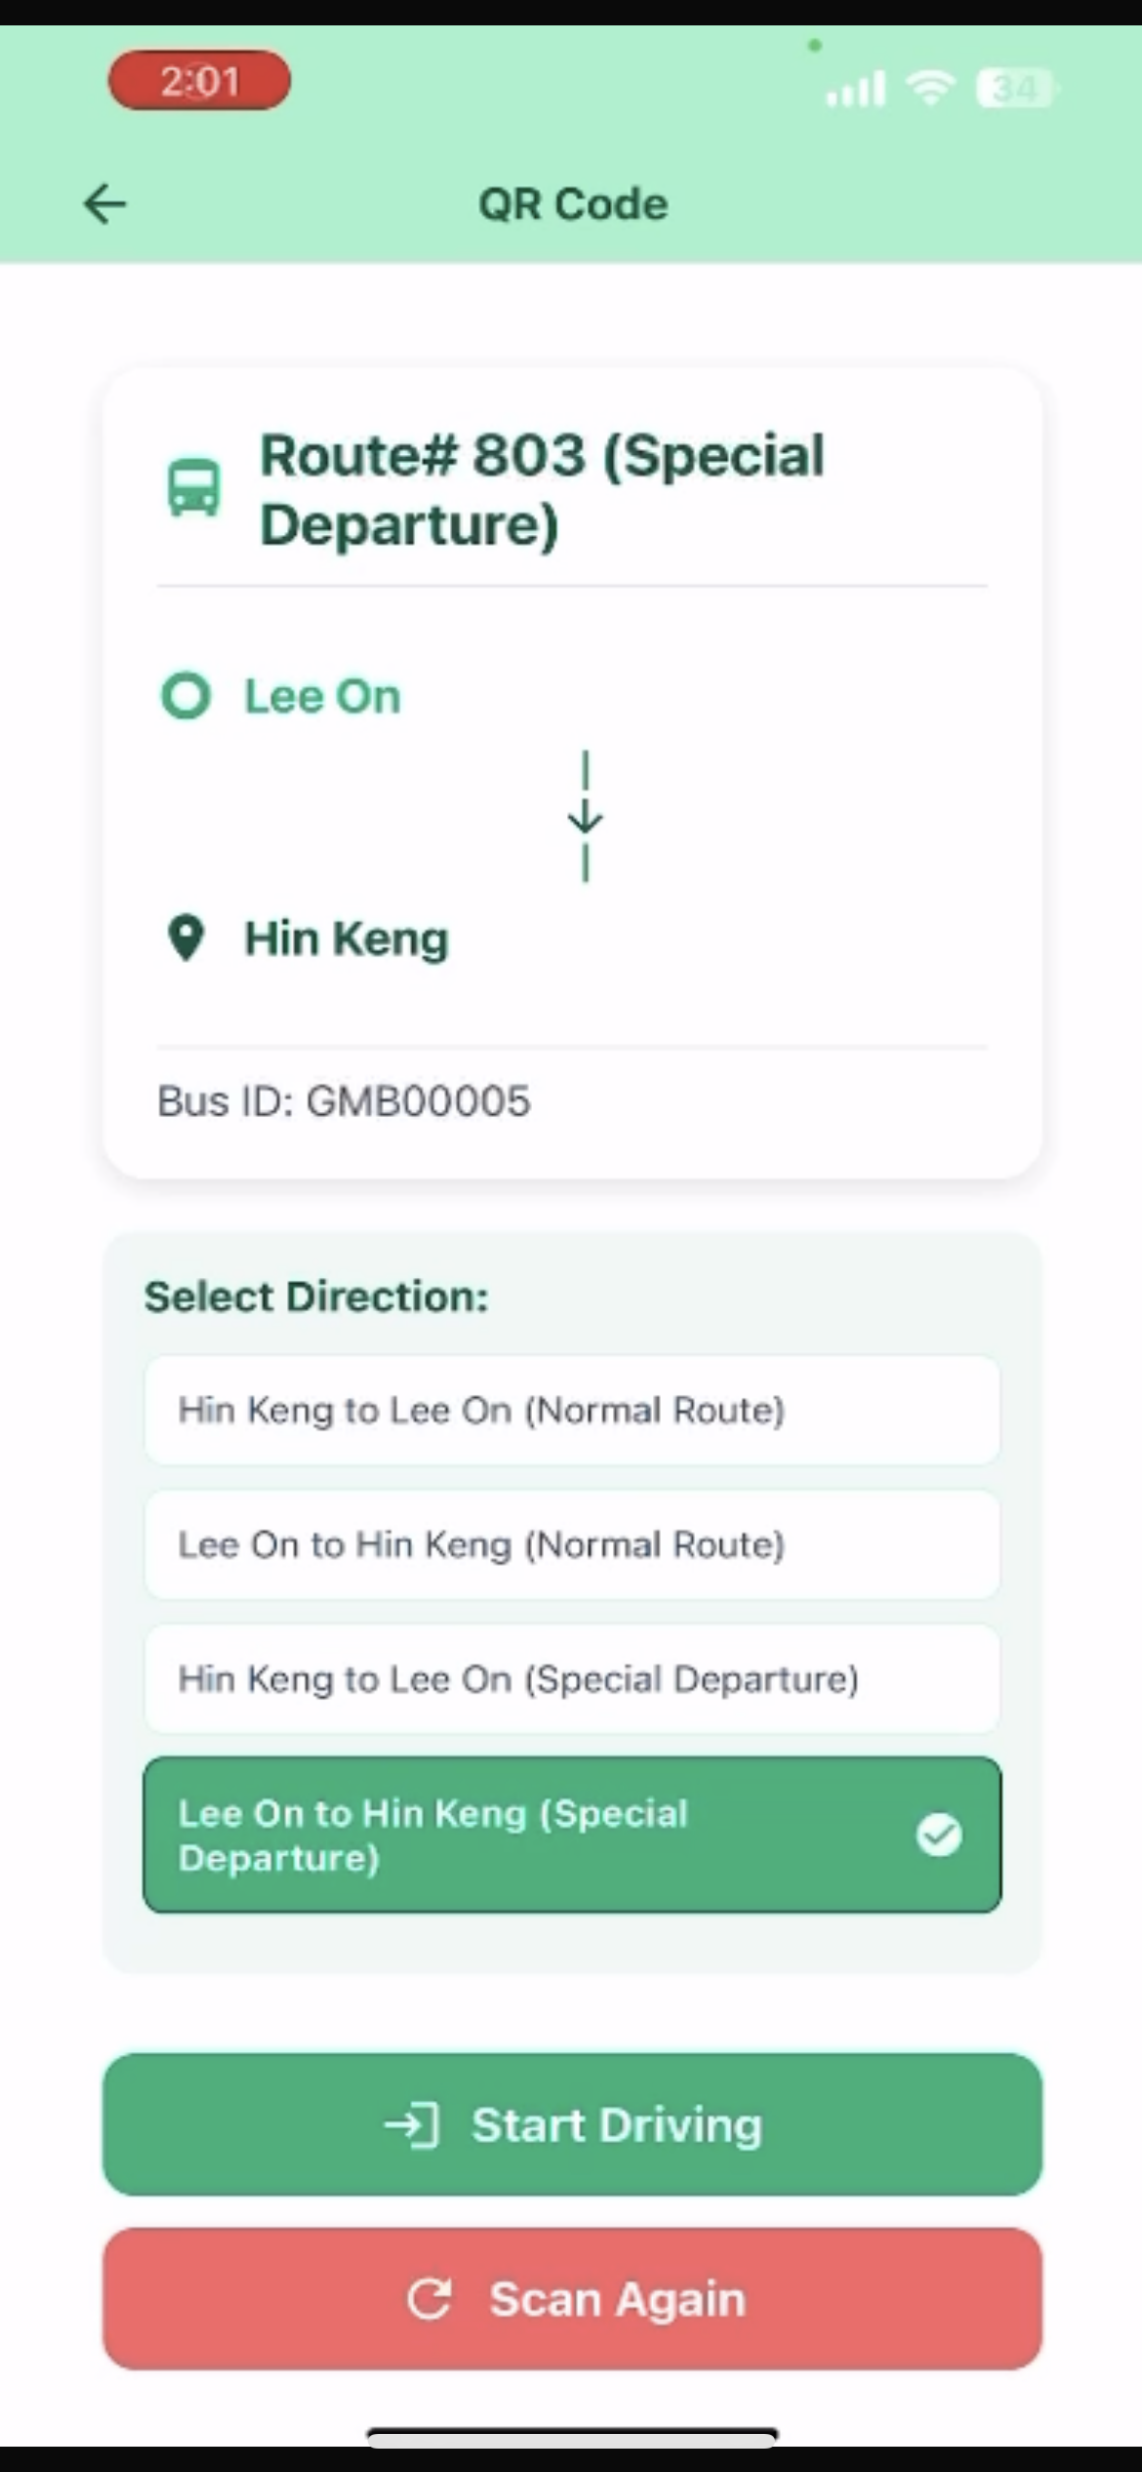 2:01
34
QR Code
Route# 803 (Special
Departure)
Lee On
Hin Keng
Bus ID: GMB00005
Select Direction:
Hin Keng to Lee On (Normal Route)
Lee On to Hin Keng (Normal Route)
Hin Keng to Lee On (Special Departure)
Lee On to Hin Keng (Special
Departure)
Start Driving
Scan Again